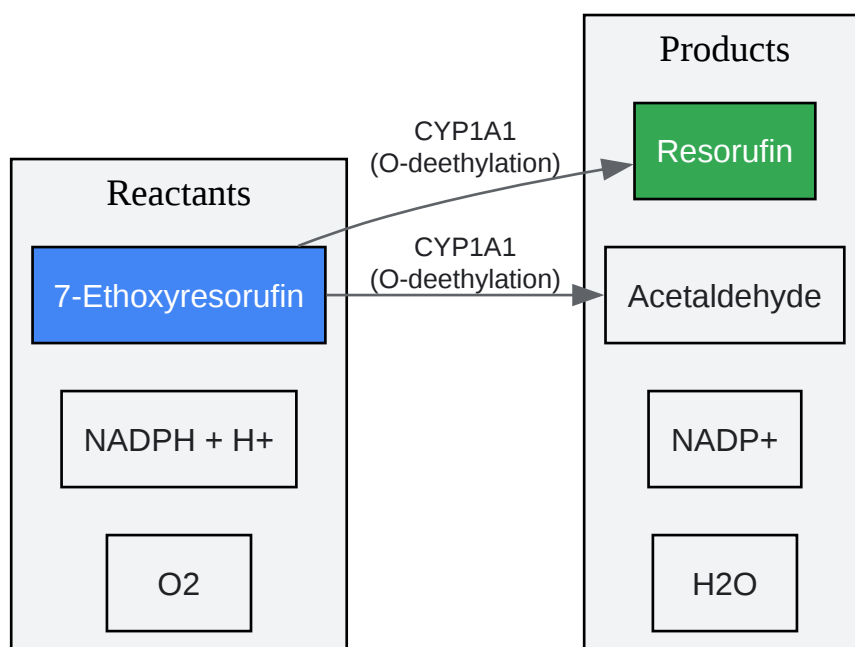 Reactants
7-Ethoxyresorufin
NADPH + H+
O2
CYP1A1
(O-deethylation)
CYP1A1
(O-deethylation)
Products
Resorufin
Acetaldehyde
NADP+
H2O